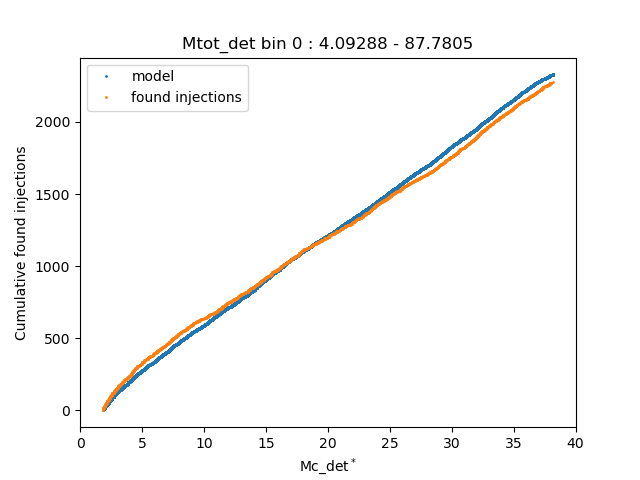 Mtot_det bin 0 : 4.09288 - 87.7805
model
found injections
Cumulative found injections
2000
1500
1000
500
0
0 5 10 15 20 25 30 35 40
Mc_det*